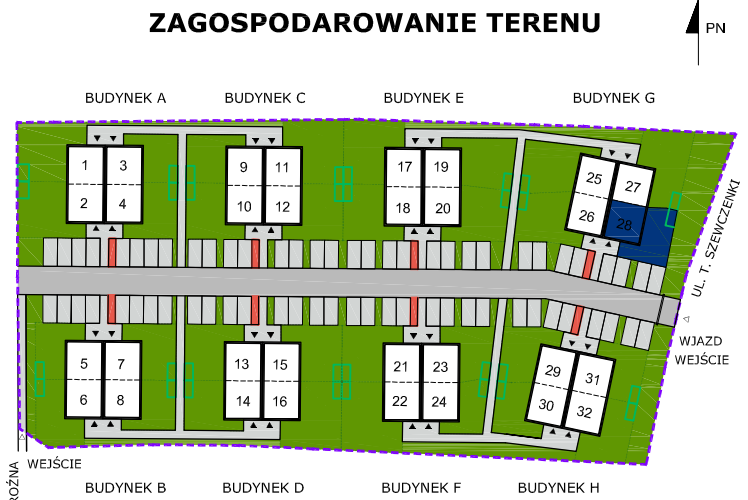 ZAGOSPODAROWANIE TERENU
PN
BUDYNEK A
BUDYNEK C
BUDYNEK E
BUDYNEK G
1 3
2 4
9 11
10 12
17 19
18 20
25 27
26 28
UL. T. SZEWCZENKI
WJAZD
WEJŚCIE
5 7
6 8
13 15
14 16
21 23
22 24
29 31
30 32
ROŻNA
WEJŚCIE
BUDYNEK B
BUDYNEK D
BUDYNEK F
BUDYNEK H